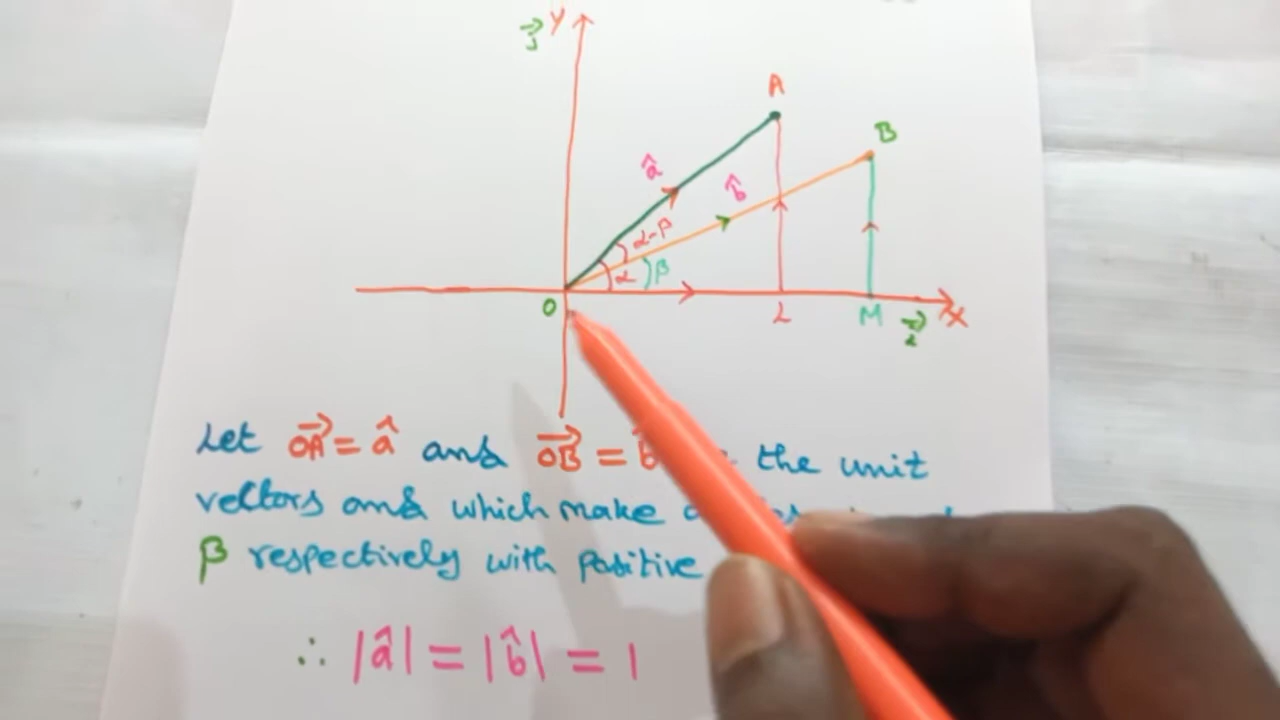 j⃗ Y
A
B
â
b̂
α-β
α β
O L M X
i⃗
Let OA⃗ = â and OB⃗ = b̂ the unit
vectors and which make
β respectively with positive
∴ |â| = |b̂| = 1